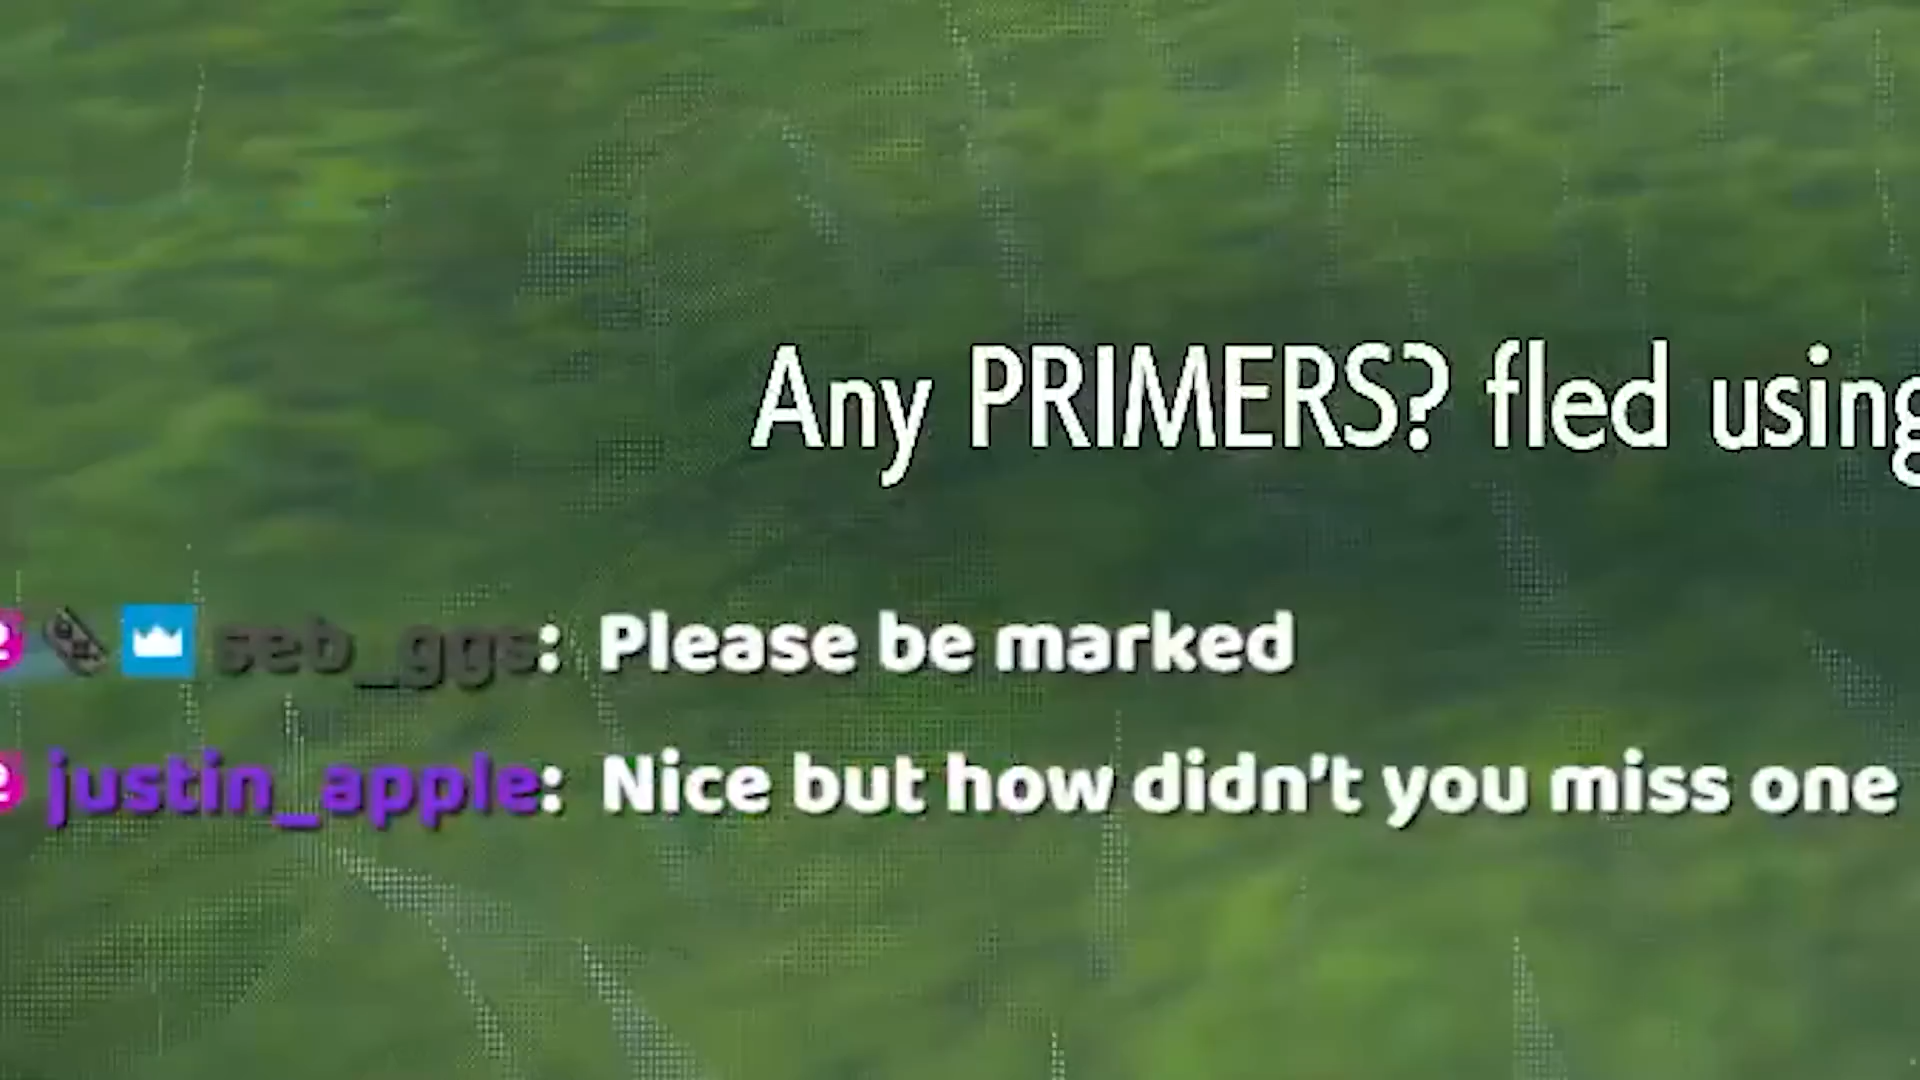 Any PRIMERS? fled using
seb_ggs: Please be marked
justin_apple: Nice but how didn't you miss one